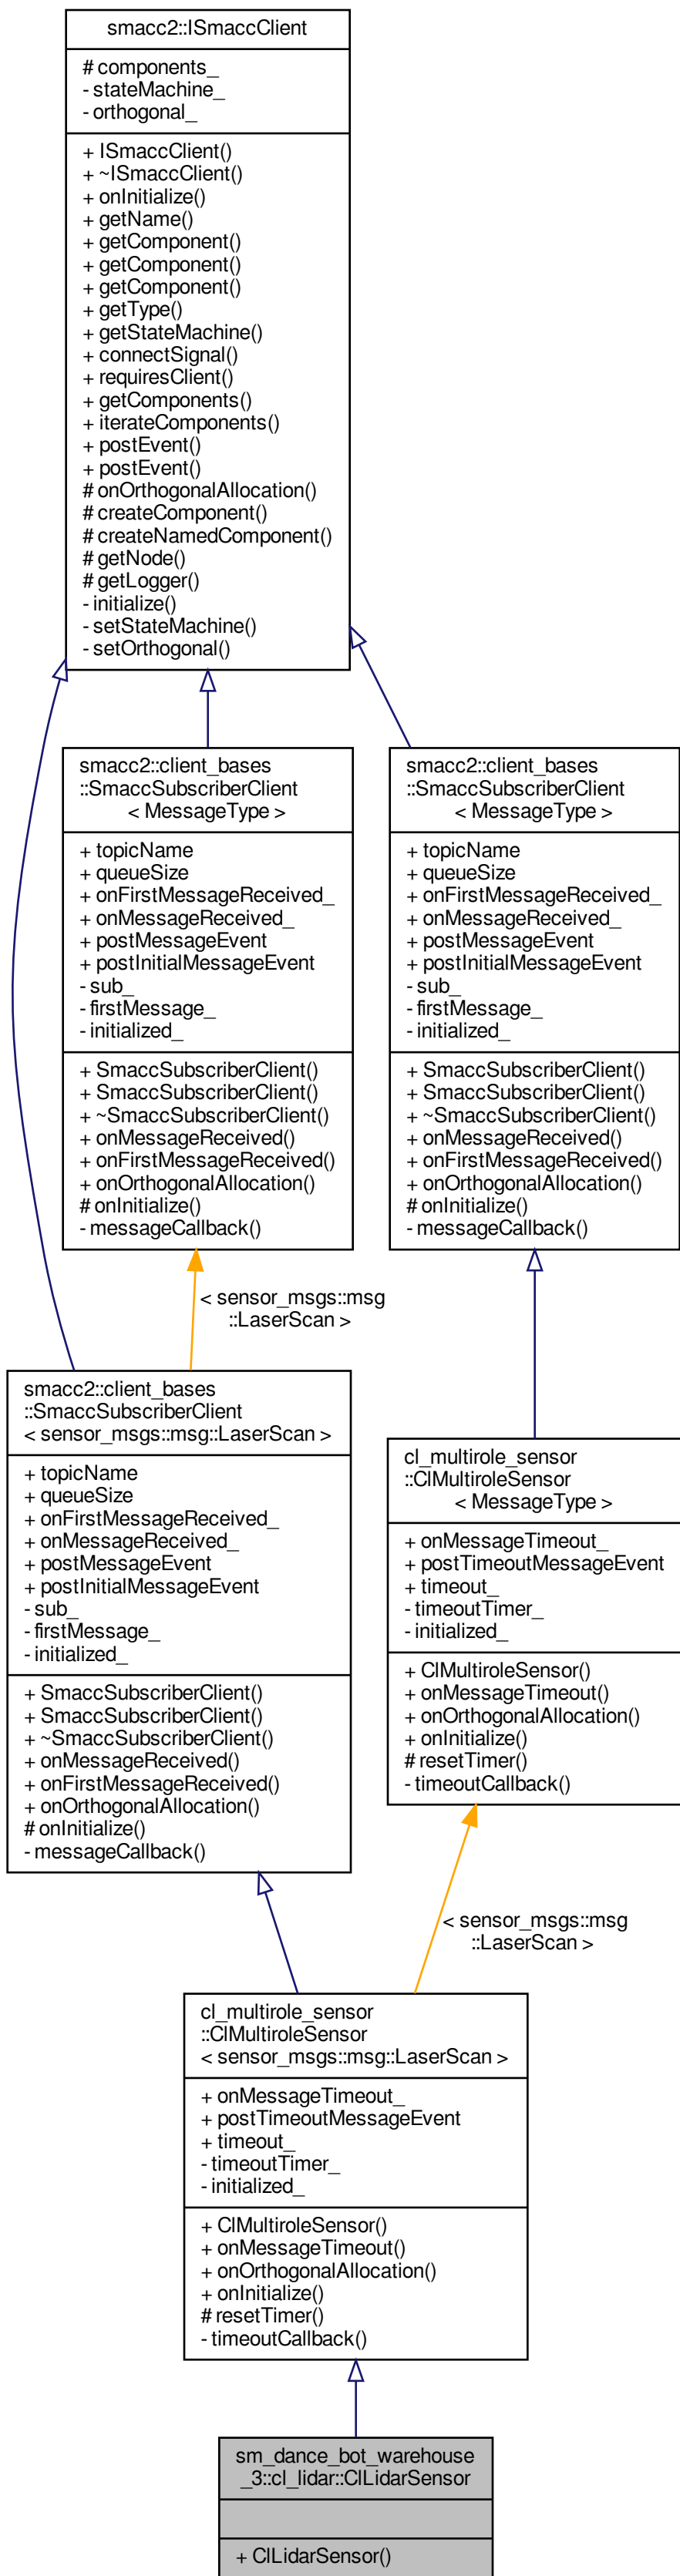 smacc2::ISmaccClient
# components_
- stateMachine_
- orthogonal_
+ ISmaccClient()
+ ~ISmaccClient()
+ onInitialize()
+ getName()
+ getComponent()
+ getComponent()
+ getComponent()
+ getType()
+ getStateMachine()
+ connectSignal()
+ requiresClient()
+ getComponents()
+ iterateComponents()
+ postEvent()
+ postEvent()
# onOrthogonalAllocation()
# createComponent()
# createNamedComponent()
# getNode()
# getLogger()
- initialize()
- setStateMachine()
- setOrthogonal()
smacc2::client_bases
::SmaccSubscriberClient
< MessageType >
+ topicName
+ queueSize
+ onFirstMessageReceived_
+ onMessageReceived_
+ postMessageEvent
+ postInitialMessageEvent
- sub_
- firstMessage_
- initialized_
+ SmaccSubscriberClient()
+ SmaccSubscriberClient()
+ ~SmaccSubscriberClient()
+ onMessageReceived()
+ onFirstMessageReceived()
+ onOrthogonalAllocation()
# onInitialize()
- messageCallback()
smacc2::client_bases
::SmaccSubscriberClient
< MessageType >
+ topicName
+ queueSize
+ onFirstMessageReceived_
+ onMessageReceived_
+ postMessageEvent
+ postInitialMessageEvent
- sub_
- firstMessage_
- initialized_
+ SmaccSubscriberClient()
+ SmaccSubscriberClient()
+ ~SmaccSubscriberClient()
+ onMessageReceived()
+ onFirstMessageReceived()
+ onOrthogonalAllocation()
# onInitialize()
- messageCallback()
< sensor_msgs::msg
::LaserScan >
smacc2::client_bases
::SmaccSubscriberClient
< sensor_msgs::msg::LaserScan >
+ topicName
+ queueSize
+ onFirstMessageReceived_
+ onMessageReceived_
+ postMessageEvent
+ postInitialMessageEvent
- sub_
- firstMessage_
- initialized_
+ SmaccSubscriberClient()
+ SmaccSubscriberClient()
+ ~SmaccSubscriberClient()
+ onMessageReceived()
+ onFirstMessageReceived()
+ onOrthogonalAllocation()
# onInitialize()
- messageCallback()
cl_multirole_sensor
::ClMultiroleSensor
< MessageType >
+ onMessageTimeout_
+ postTimeoutMessageEvent
+ timeout_
- timeoutTimer_
- initialized_
+ ClMultiroleSensor()
+ onMessageTimeout()
+ onOrthogonalAllocation()
+ onInitialize()
# resetTimer()
- timeoutCallback()
< sensor_msgs::msg
::LaserScan >
cl_multirole_sensor
::ClMultiroleSensor
< sensor_msgs::msg::LaserScan >
+ onMessageTimeout_
+ postTimeoutMessageEvent
+ timeout_
- timeoutTimer_
- initialized_
+ ClMultiroleSensor()
+ onMessageTimeout()
+ onOrthogonalAllocation()
+ onInitialize()
# resetTimer()
- timeoutCallback()
sm_dance_bot_warehouse
_3::cl_lidar::ClLidarSensor
+ ClLidarSensor()